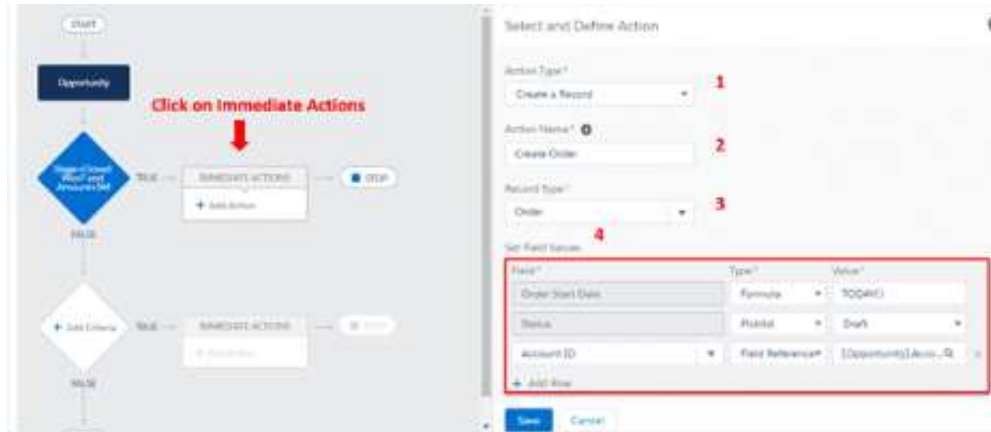 start
Opportunity
Click on Immediate Actions
TRUE
IMMEDIATE ACTIONS
STOP
+ Add Action
FALSE
+ Add Criteria
TRUE
IMMEDIATE ACTIONS
FALSE
Select and Define Action
Action Type*
1
Create a Record
Action Name*
2
Create Order
Record Type*
3
Order
4
Set Field Values
Field* Type* Value*
Order Start Date Formula TODAY()
Status Picklist Draft
Account ID Field Reference [Opportunity].Acco...
+ Add Row
Save Cancel